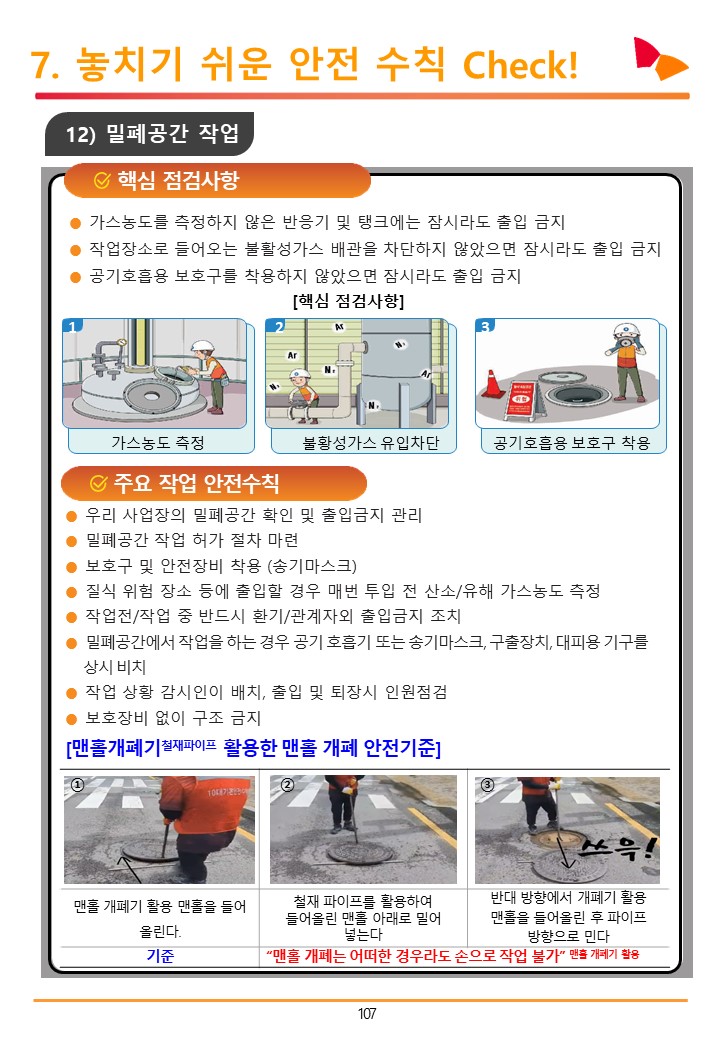 7. 놓치기 쉬운 안전 수칙 Check!
12) 밀폐공간 작업
핵심 점검사항
가스농도를 측정하지 않은 반응기 및 탱크에는 잠시라도 출입 금지
작업장소로 들어오는 불활성가스 배관을 차단하지 않았으면 잠시라도 출입 금지
공기호흡용 보호구를 착용하지 않았으면 잠시라도 출입 금지
[핵심 점검사항]
1
2
3
Ar
N₂
Ar
N₂
N₂
Ar
N₂
위험
가스농도 측정
불황성가스 유입차단
공기호흡용 보호구 착용
주요 작업 안전수칙
우리 사업장의 밀폐공간 확인 및 출입금지 관리
밀폐공간 작업 허가 절차 마련
보호구 및 안전장비 착용 (송기마스크)
질식 위험 장소 등에 출입할 경우 매번 투입 전 산소/유해 가스농도 측정
작업전/작업 중 반드시 환기/관계자외 출입금지 조치
밀폐공간에서 작업을 하는 경우 공기 호흡기 또는 송기마스크, 구출장치, 대피용 기구를
상시 비치
작업 상황 감시인이 배치, 출입 및 퇴장시 인원점검
보호장비 없이 구조 금지
[맨홀개폐기철재파이프 활용한 맨홀 개폐 안전기준]
①
②
③
쓰윽!
맨홀 개폐기 활용 맨홀을 들어
올린다.
철재 파이프를 활용하여
들어올린 맨홀 아래로 밀어
넣는다
반대 방향에서 개폐기 활용
맨홀을 들어올린 후 파이프
방향으로 민다
기준
“맨홀 개폐는 어떠한 경우라도 손으로 작업 불가” 맨홀 개폐기 활용
107